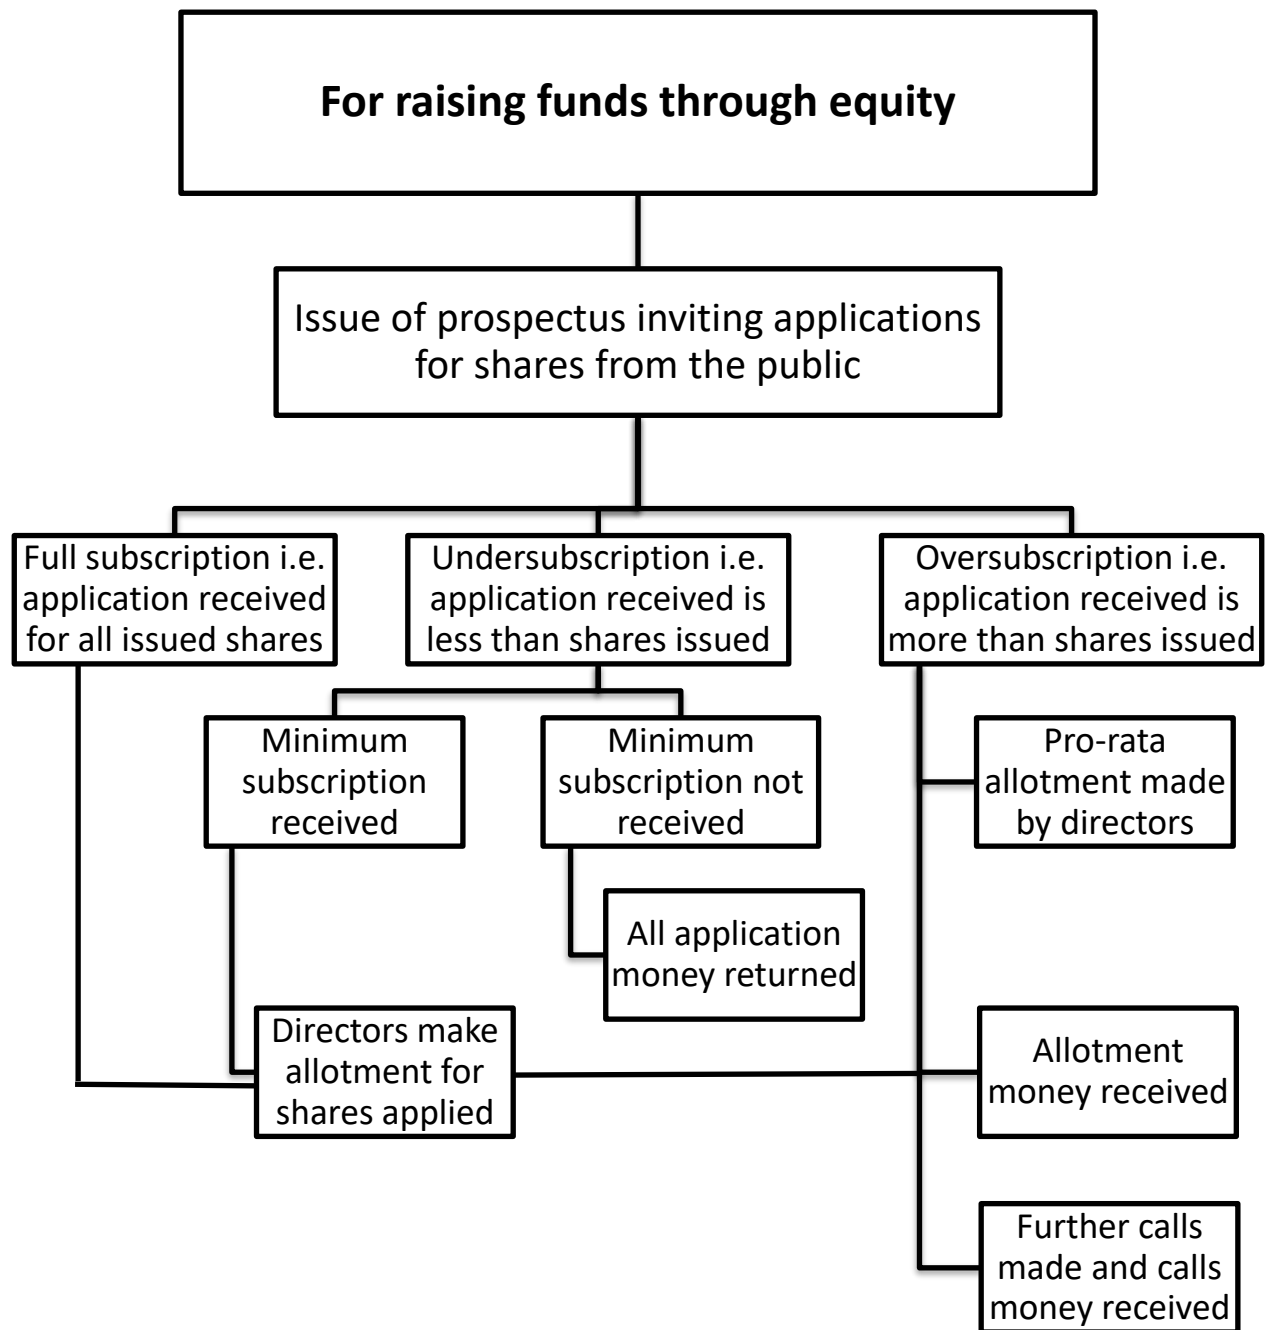 For raising funds through equity
Issue of prospectus inviting applications
for shares from the public
Full subscription i.e.
application received
for all issued shares
Undersubscription i.e.
application received is
less than shares issued
Oversubscription i.e.
application received is
more than shares issued
Minimum
subscription
received
Minimum
subscription not
received
Pro-rata
allotment made
by directors
All application
money returned
Directors make
allotment for
shares applied
Allotment
money received
Further calls
made and calls
money received